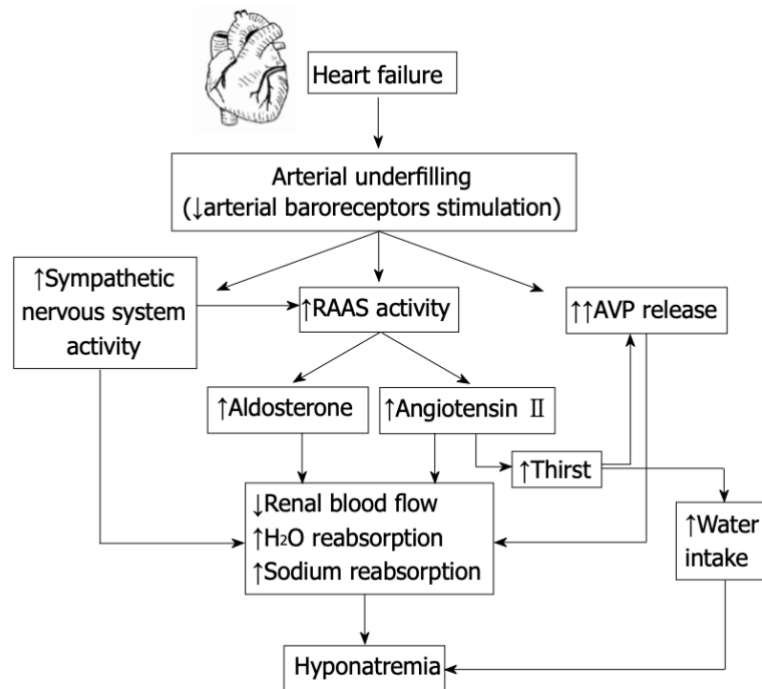 Heart failure
Arterial underfilling
(↓arterial baroreceptors stimulation)
↑Sympathetic
nervous system
activity
↑RAAS activity
↑↑AVP release
↑Aldosterone
↑Angiotensin Ⅱ
↑Thirst
↓Renal blood flow
↑H₂O reabsorption
↑Sodium reabsorption
↑Water
intake
Hyponatremia